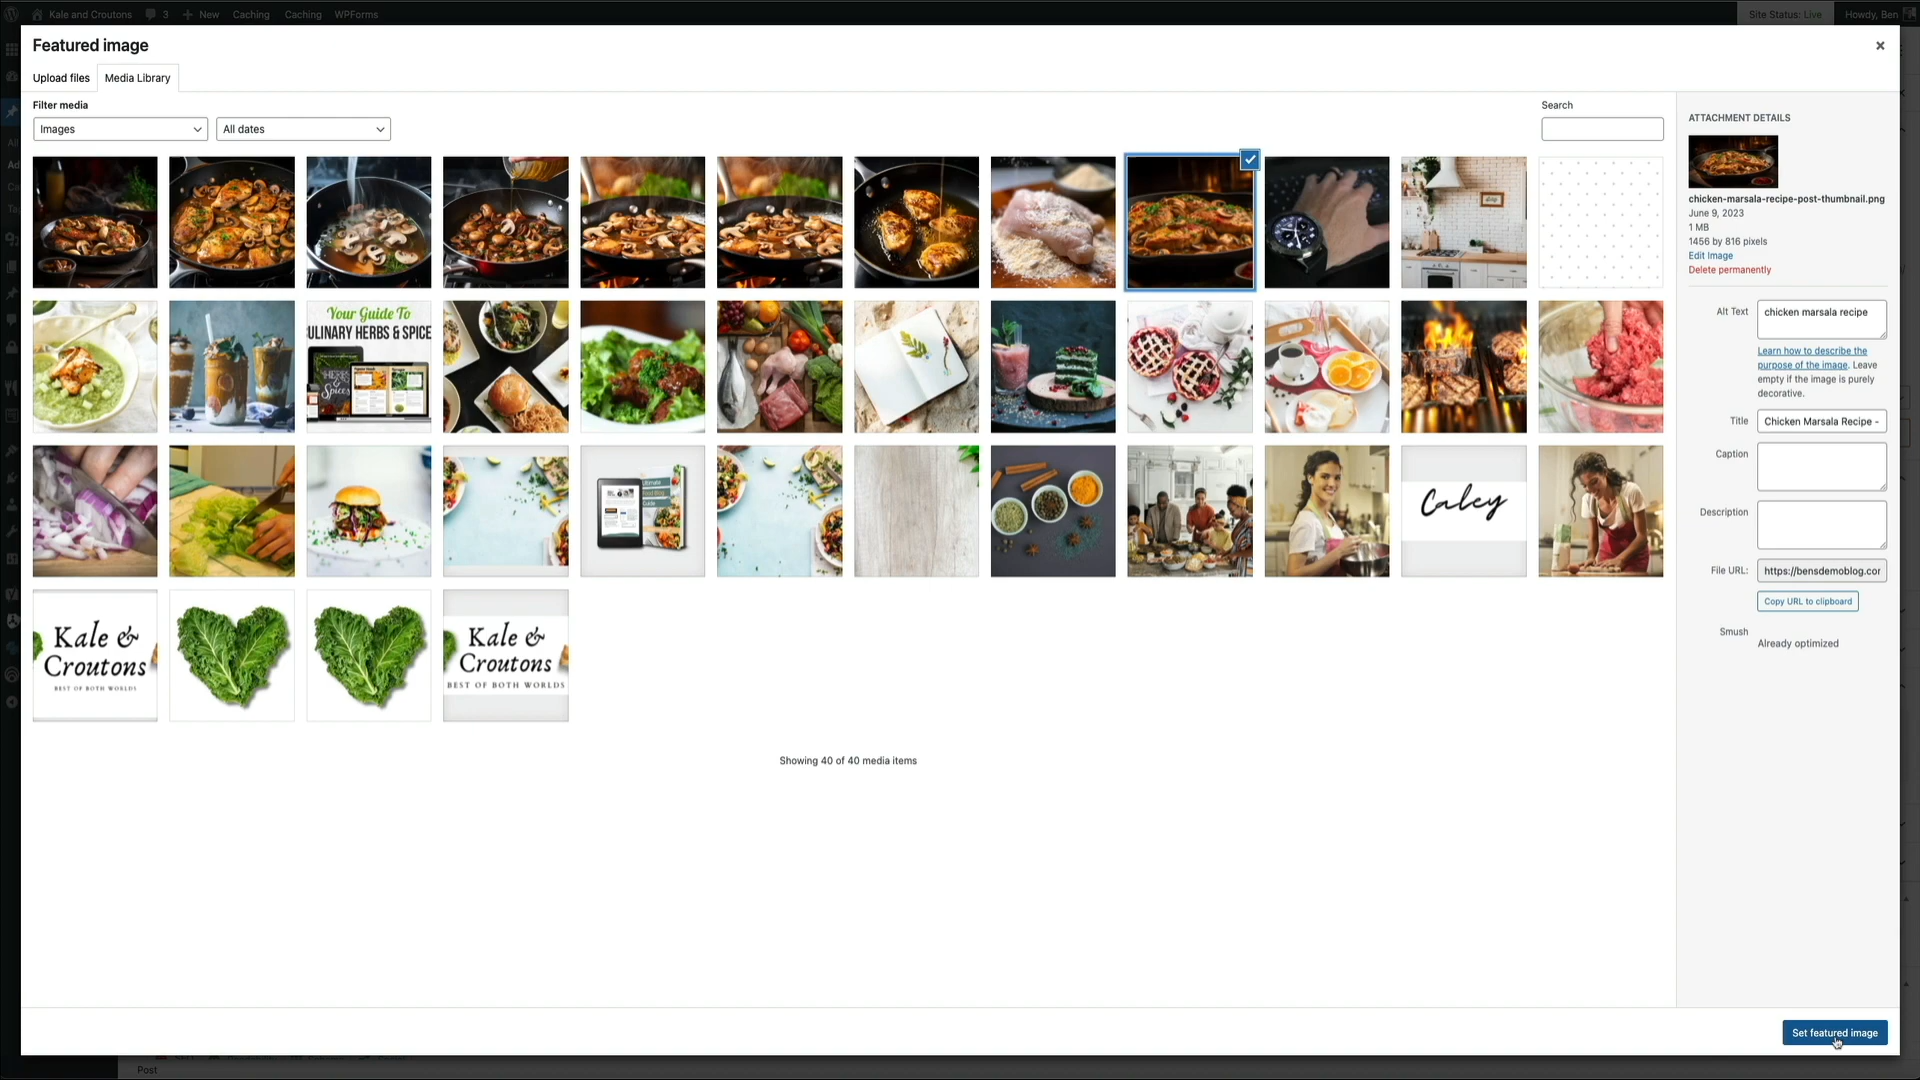 Kale and Croutons 3 New Caching Caching WPForms Site Status: Live Howdy, Ben
Featured image
Upload files Media Library
Filter media
Images All dates
Search
ATTACHMENT DETAILS
chicken-marsala-recipe-post-thumbnail.png
June 9, 2023
1 MB
1456 by 816 pixels
Edit Image
Delete permanently
Alt Text chicken marsala recipe
Learn how to describe the
purpose of the image. Leave
empty if the image is purely
decorative.
Title Chicken Marsala Recipe -
Caption
Description
File URL: https://bensdemoblog.cor
Copy URL to clipboard
Smush
Already optimized
Your Guide To
ULINARY HERBS & SPICE
HERBS
& Spices
Ultimate
Food Blog
Guide
Caley
Kale &
Croutons
BEST OF BOTH WORLDS
Kale &
Croutons
BEST OF BOTH WORLDS
Showing 40 of 40 media items
Set featured image
Post